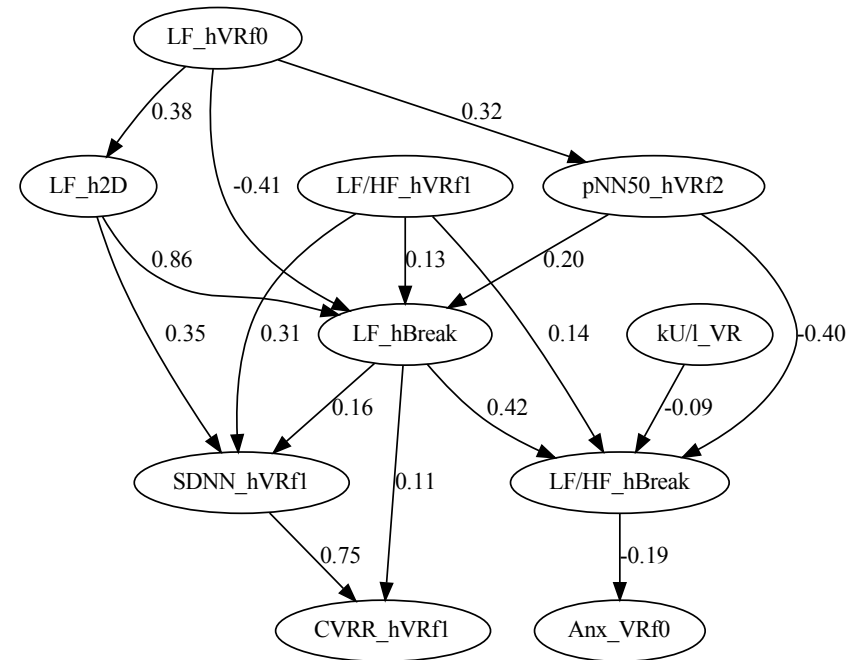 LF_hVRf0
0.38
0.32
LF_h2D
-0.41
LF/HF_hVRf1
pNN50_hVRf2
0.86
0.13
0.20
0.35
0.31
LF_hBreak
0.14
kU/l_VR
-0.40
0.16
0.42
-0.09
SDNN_hVRf1
0.11
LF/HF_hBreak
0.75
-0.19
CVRR_hVRf1
Anx_VRf0